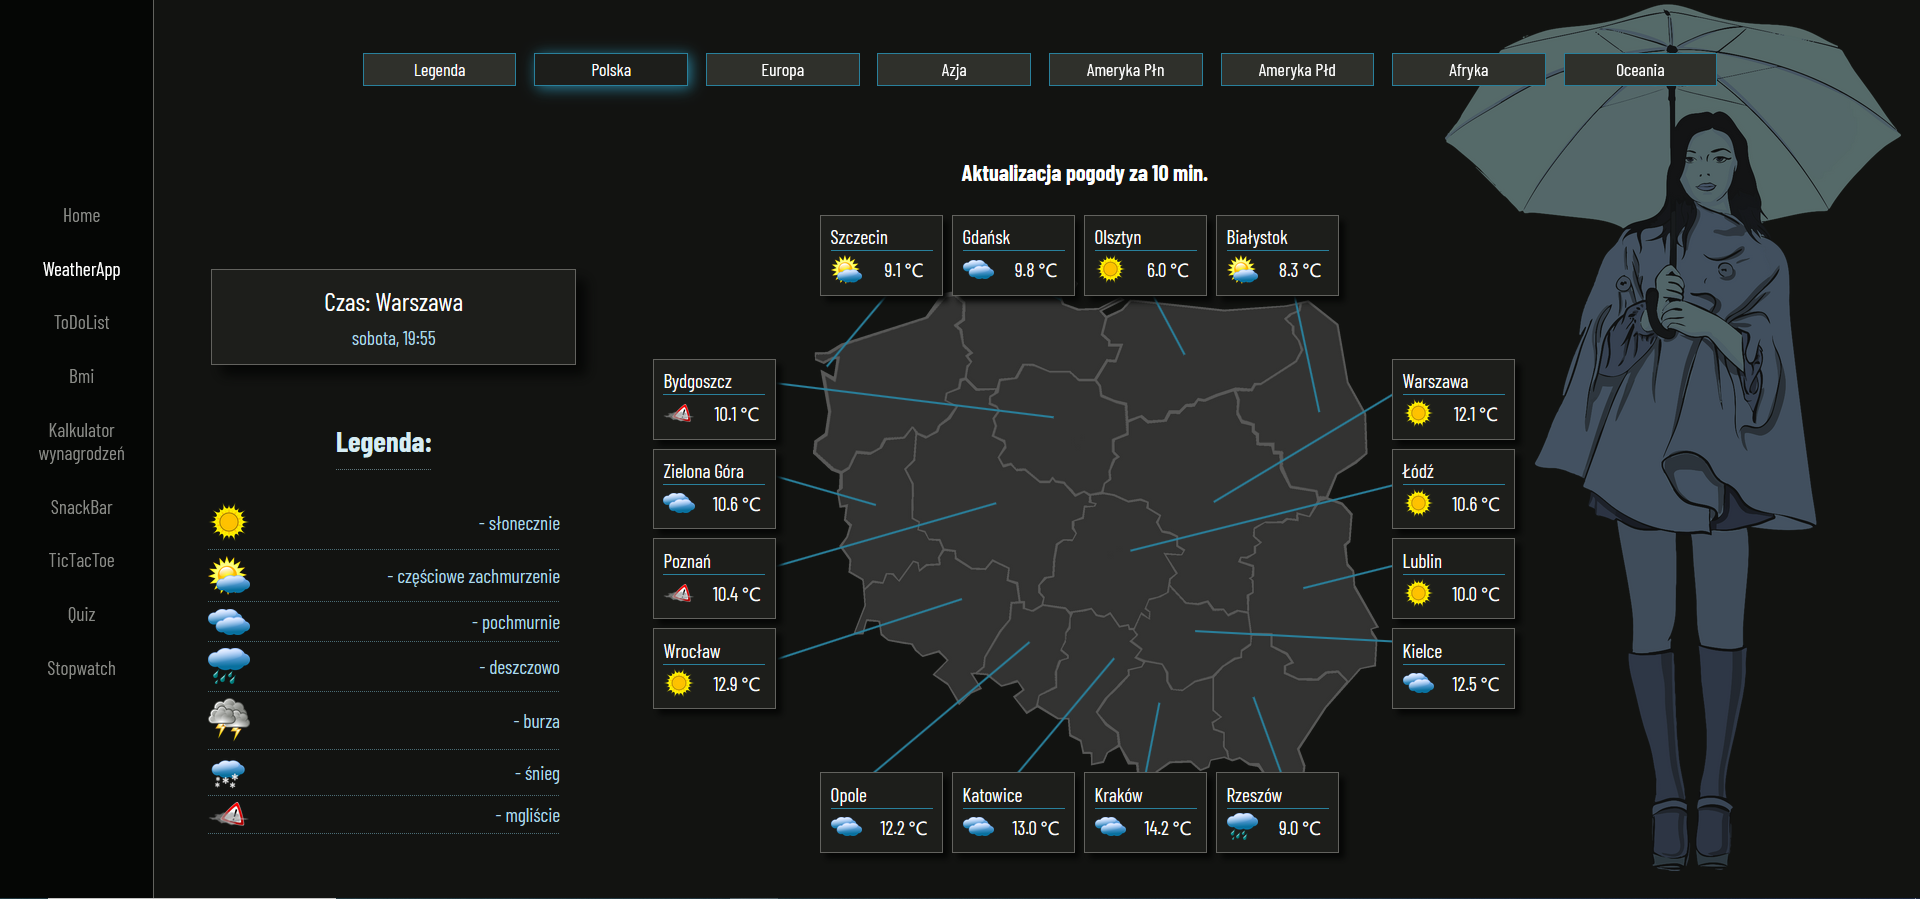 Legenda
Polska
Europa
Azja
Ameryka Płn
Ameryka Płd
Afryka
Oceania
Home
WeatherApp
ToDoList
Bmi
Kalkulator
wynagrodzeń
SnackBar
TicTacToe
Quiz
Stopwatch
Czas: Warszawa
sobota, 19:55
Legenda:
- słonecznie
- częściowe zachmurzenie
- pochmurnie
- deszczowo
- burza
- śnieg
- mgliście
Aktualizacja pogody za 10 min.
Szczecin
9.1 °C
Gdańsk
9.8 °C
Olsztyn
6.0 °C
Białystok
8.3 °C
Bydgoszcz
10.1 °C
Zielona Góra
10.6 °C
Poznań
10.4 °C
Wrocław
12.9 °C
Warszawa
12.1 °C
Łódź
10.6 °C
Lublin
10.0 °C
Kielce
12.5 °C
Opole
12.2 °C
Katowice
13.0 °C
Kraków
14.2 °C
Rzeszów
9.0 °C